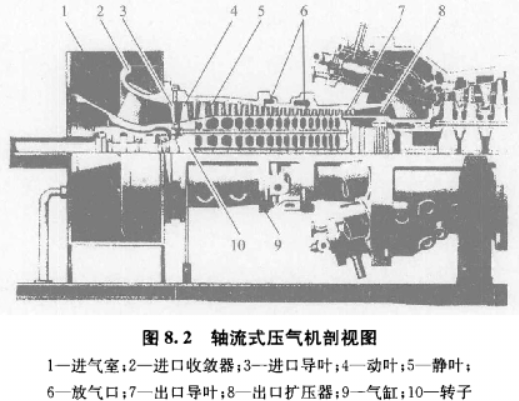 1 2 3 4 5 6 7 8
10 9
图 8.2 轴流式压气机剖视图
1—进气室;2—进口收敛器;3—进口导叶;4—动叶;5—静叶;
6—放气口;7—出口导叶;8—出口扩压器;9—气缸;10—转子